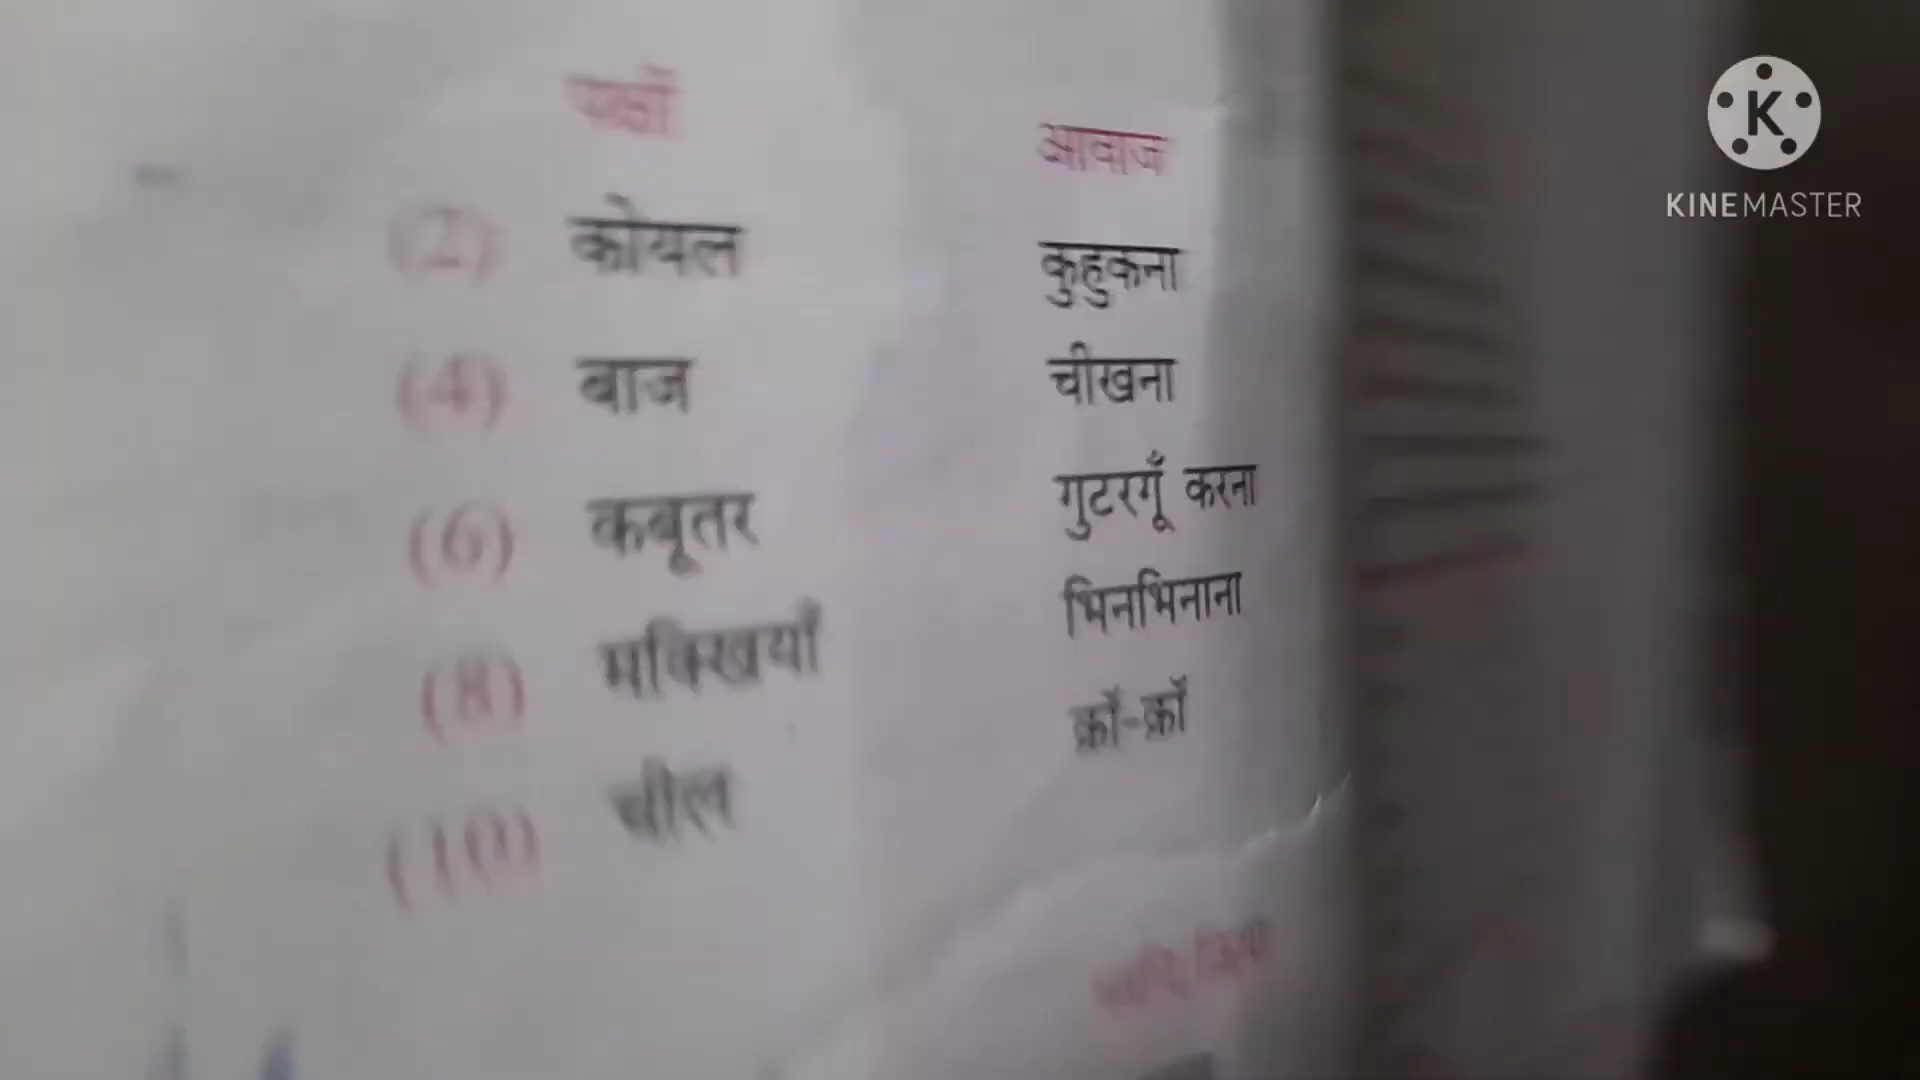 पक्षी आवाज
(2) कोयल कुहुकना
(4) बाज चीखना
(6) कबूतर गुटरगूँ करना
(8) मक्खियाँ भिनभिनाना
(10) चील क्रॉ-क्रॉ
K
KINEMASTER